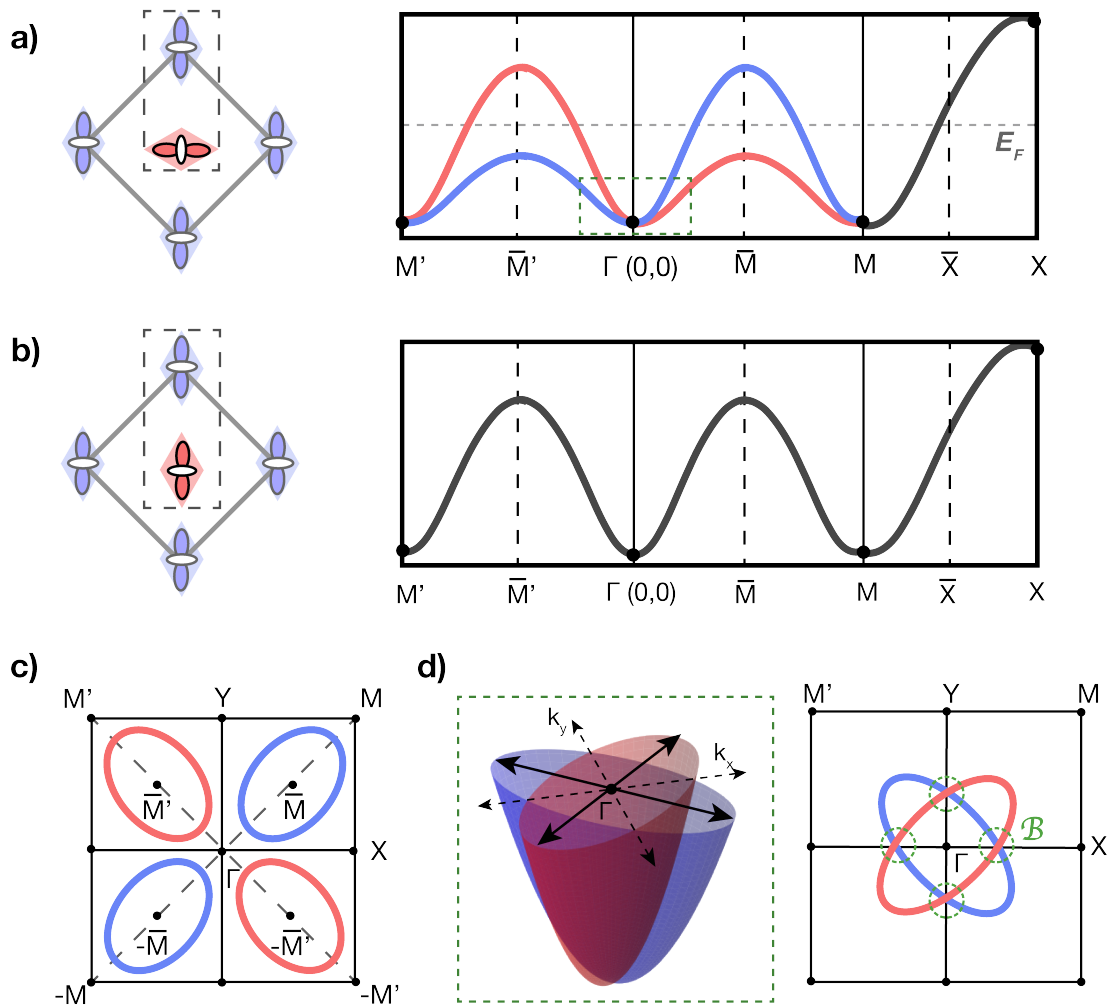 a)
E_F
M' M̅' Γ (0,0) M̅ M X̅ X
b)
M' M̅' Γ (0,0) M̅ M X̅ X
c)
M' Y M
M̅' M̅
Γ X
-M̅ -M̅'
-M -M'
d)
k_y
k_x
Γ
M' Y M
ℬ
Γ X